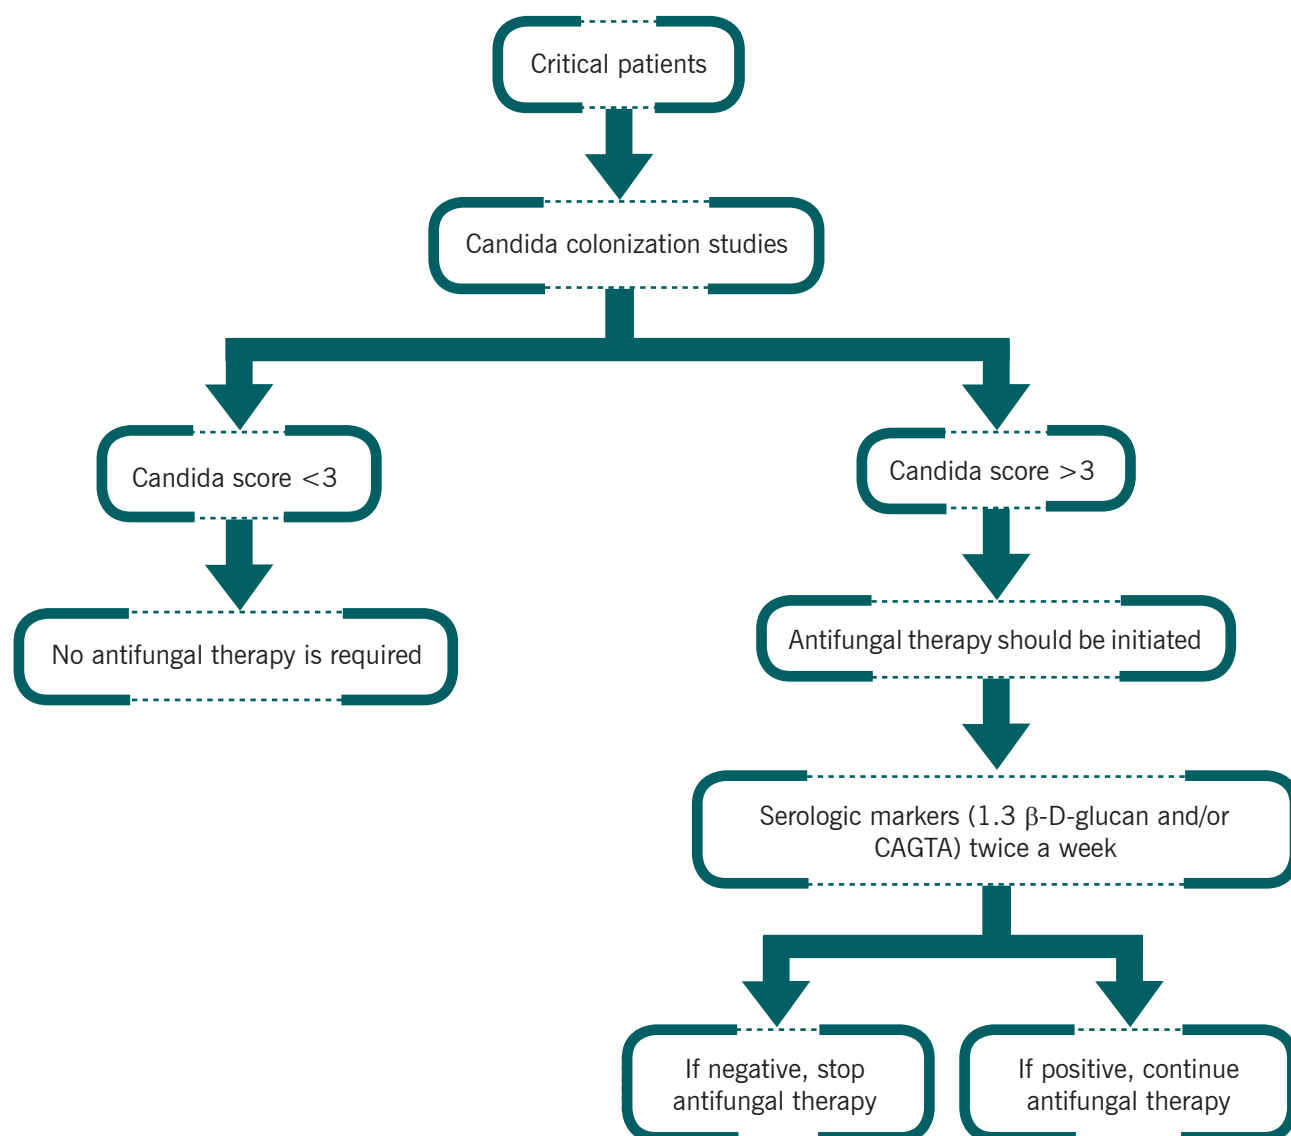 Critical patients
Candida colonization studies
Candida score <3
Candida score >3
No antifungal therapy is required
Antifungal therapy should be initiated
Serologic markers (1.3 β-D-glucan and/or
CAGTA) twice a week
If negative, stop
antifungal therapy
If positive, continue
antifungal therapy